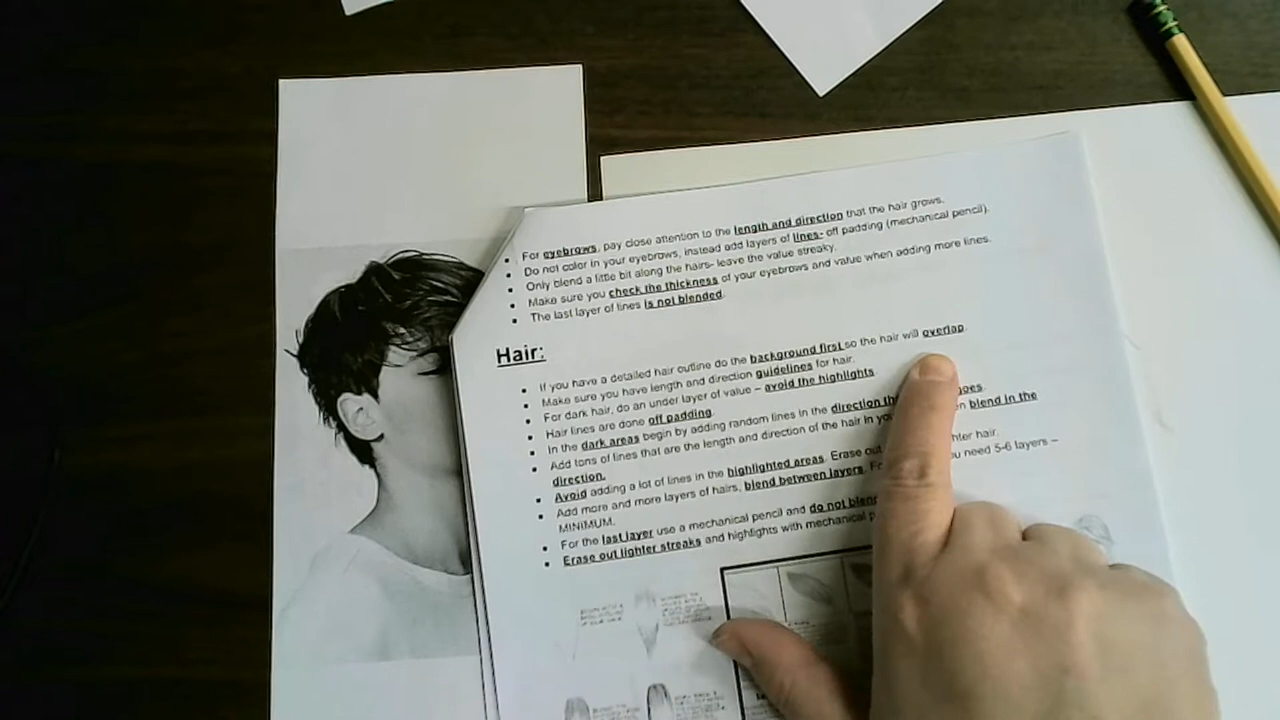 For eyebrows, pay close attention to the length and direction that the hair grows.
Do not color in your eyebrows, instead add layers of lines- off padding (mechanical pencil).
Only blend a little bit along the hairs- leave the value streaky.
Make sure you check the thickness of your eyebrows and value when adding more lines.
The last layer of lines is not blended.
Hair:
If you have a detailed hair outline do the background first so the hair will overlap.
Make sure you have length and direction guidelines for hair.
For dark hair, do an under layer of value – avoid the highlights.
Hair lines are done off padding.
In the dark areas begin by adding random lines in the direction goes.
Add tons of lines that are the length and direction of the hair in blend in the
direction.
Avoid adding a lot of lines in the highlighted areas. Erase out hair.
Add more and more layers of hairs, blend between layers. you need 5-6 layers –
MINIMUM.
For the last layer use a mechanical pencil and do not
Erase out lighter streaks and highlights with mechanical